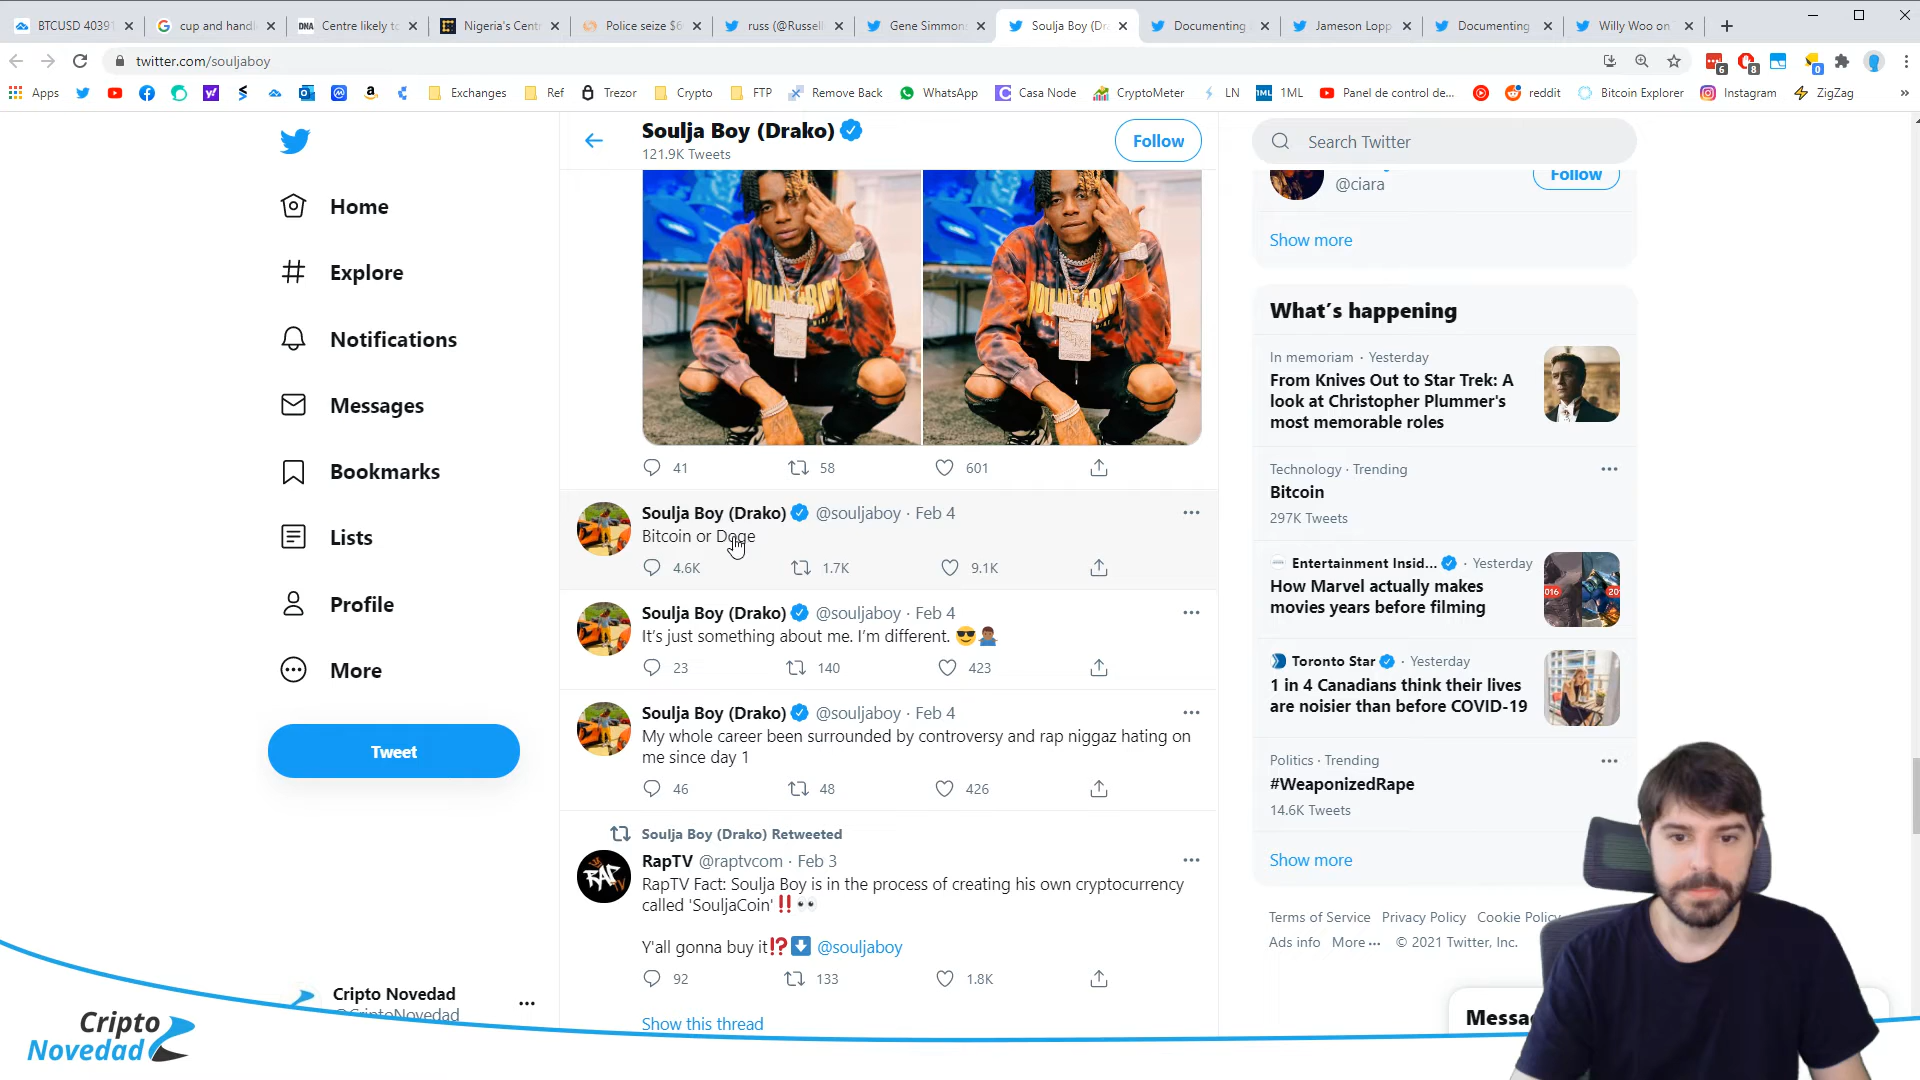 BTCUSD 40391
cup and handl
Centre likely to
Nigeria's Centr
Police seize $6
russ (@Russell
Gene Simmons
Soulja Boy (Dra
Documenting
Jameson Lopp
Documenting
Willy Woo on
twitter.com/souljaboy
6
8
0
Apps
Exchanges
Ref
Trezor
Crypto
FTP
Remove Back
WhatsApp
Casa Node
CryptoMeter
LN
1ML
Panel de control de...
reddit
Bitcoin Explorer
Instagram
ZigZag
»
Home
Explore
Notifications
Messages
Bookmarks
Lists
Profile
More
Tweet
Cripto Novedad
@CriptoNovedad
Cripto
Novedad
Soulja Boy (Drako)
121.9K Tweets
Follow
41 58 601
Soulja Boy (Drako) @souljaboy · Feb 4
Bitcoin or Doge
4.6K 1.7K 9.1K
Soulja Boy (Drako) @souljaboy · Feb 4
It's just something about me. I'm different. 😎🤷🏾‍♂️
23 140 423
Soulja Boy (Drako) @souljaboy · Feb 4
My whole career been surrounded by controversy and rap niggaz hating on
me since day 1
46 48 426
Soulja Boy (Drako) Retweeted
RAP TV
RapTV @raptvcom · Feb 3
RapTV Fact: Soulja Boy is in the process of creating his own cryptocurrency
called 'SouljaCoin' ‼️👀
Y'all gonna buy it⁉️⬇️ @souljaboy
92 133 1.8K
Show this thread
Search Twitter
@ciara
Follow
Show more
What's happening
In memoriam · Yesterday
From Knives Out to Star Trek: A
look at Christopher Plummer's
most memorable roles
Technology · Trending
Bitcoin
297K Tweets
Entertainment Insid... · Yesterday
How Marvel actually makes
movies years before filming
Toronto Star · Yesterday
1 in 4 Canadians think their lives
are noisier than before COVID-19
Politics · Trending
#WeaponizedRape
14.6K Tweets
Show more
Terms of Service Privacy Policy Cookie Policy
Ads info More ··· © 2021 Twitter, Inc.
Messa